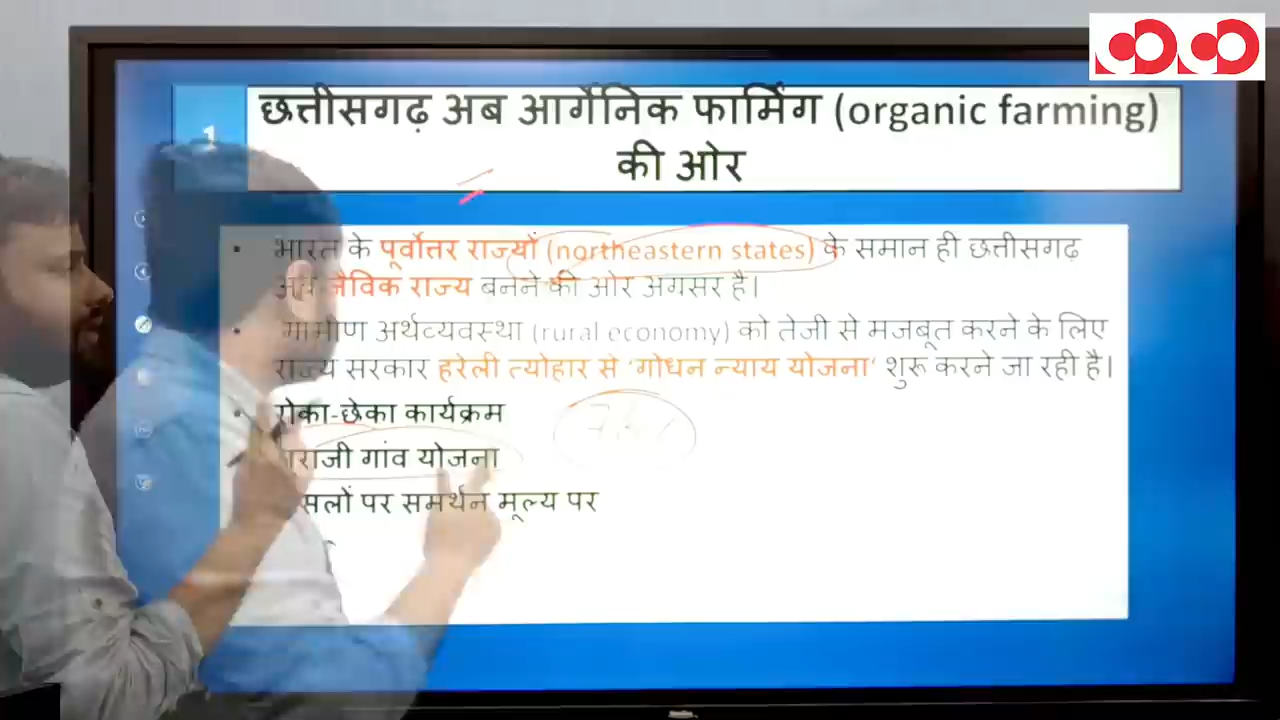 1
छत्तीसगढ़ अब आर्गेनिक फार्मिंग (organic farming)
की ओर
भारत के पूर्वोत्तर राज्यों (northeastern states) के समान ही छत्तीसगढ़
जैविक राज्य बनने की ओर अग्रसर है।
ग्रामीण अर्थव्यवस्था (rural economy) को तेजी से मजबूत करने के लिए
राज्य सरकार हरेली त्योहार से ‘गोधन न्याय योजना’ शुरू करने जा रही है।
रोका-छेका कार्यक्रम
गांव योजना
पर समर्थन मूल्य पर